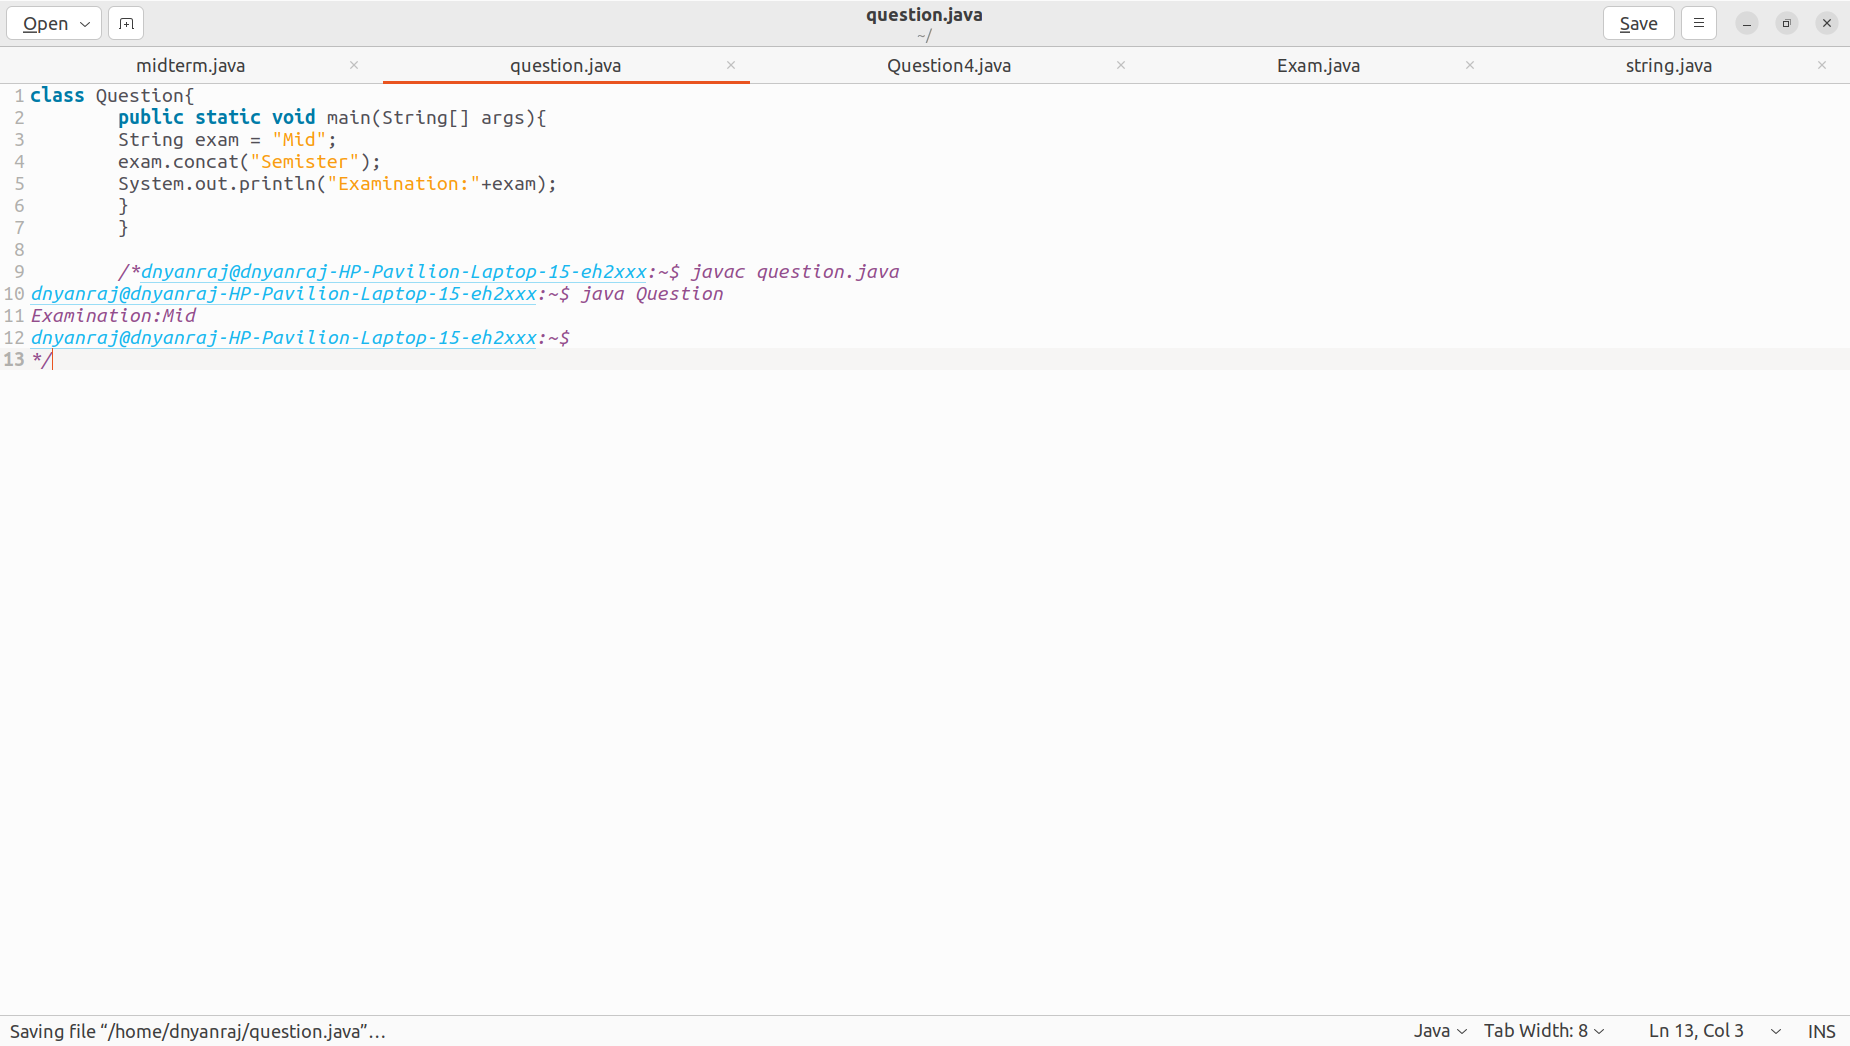 Open
question.java
~/
Save
midterm.java
question.java
Question4.java
Exam.java
string.java
1 class Question{
2 public static void main(String[] args){
3 String exam = "Mid";
4 exam.concat("Semister");
5 System.out.println("Examination:"+exam);
6 }
7 }
8
9 /*dnyanraj@dnyanraj-HP-Pavilion-Laptop-15-eh2xxx:~$ javac question.java
10 dnyanraj@dnyanraj-HP-Pavilion-Laptop-15-eh2xxx:~$ java Question
11 Examination:Mid
12 dnyanraj@dnyanraj-HP-Pavilion-Laptop-15-eh2xxx:~$
13 */
Saving file “/home/dnyanraj/question.java”…
Java
Tab Width: 8
Ln 13, Col 3
INS